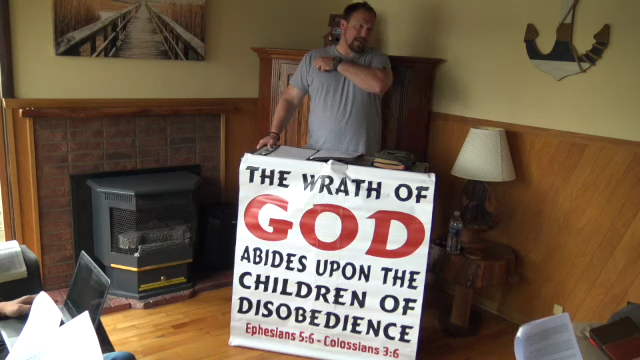 THE WRATH OF
GOD
ABIDES UPON THE
CHILDREN OF
DISOBEDIENCE
Ephesians 5:6 - Colossians 3:6